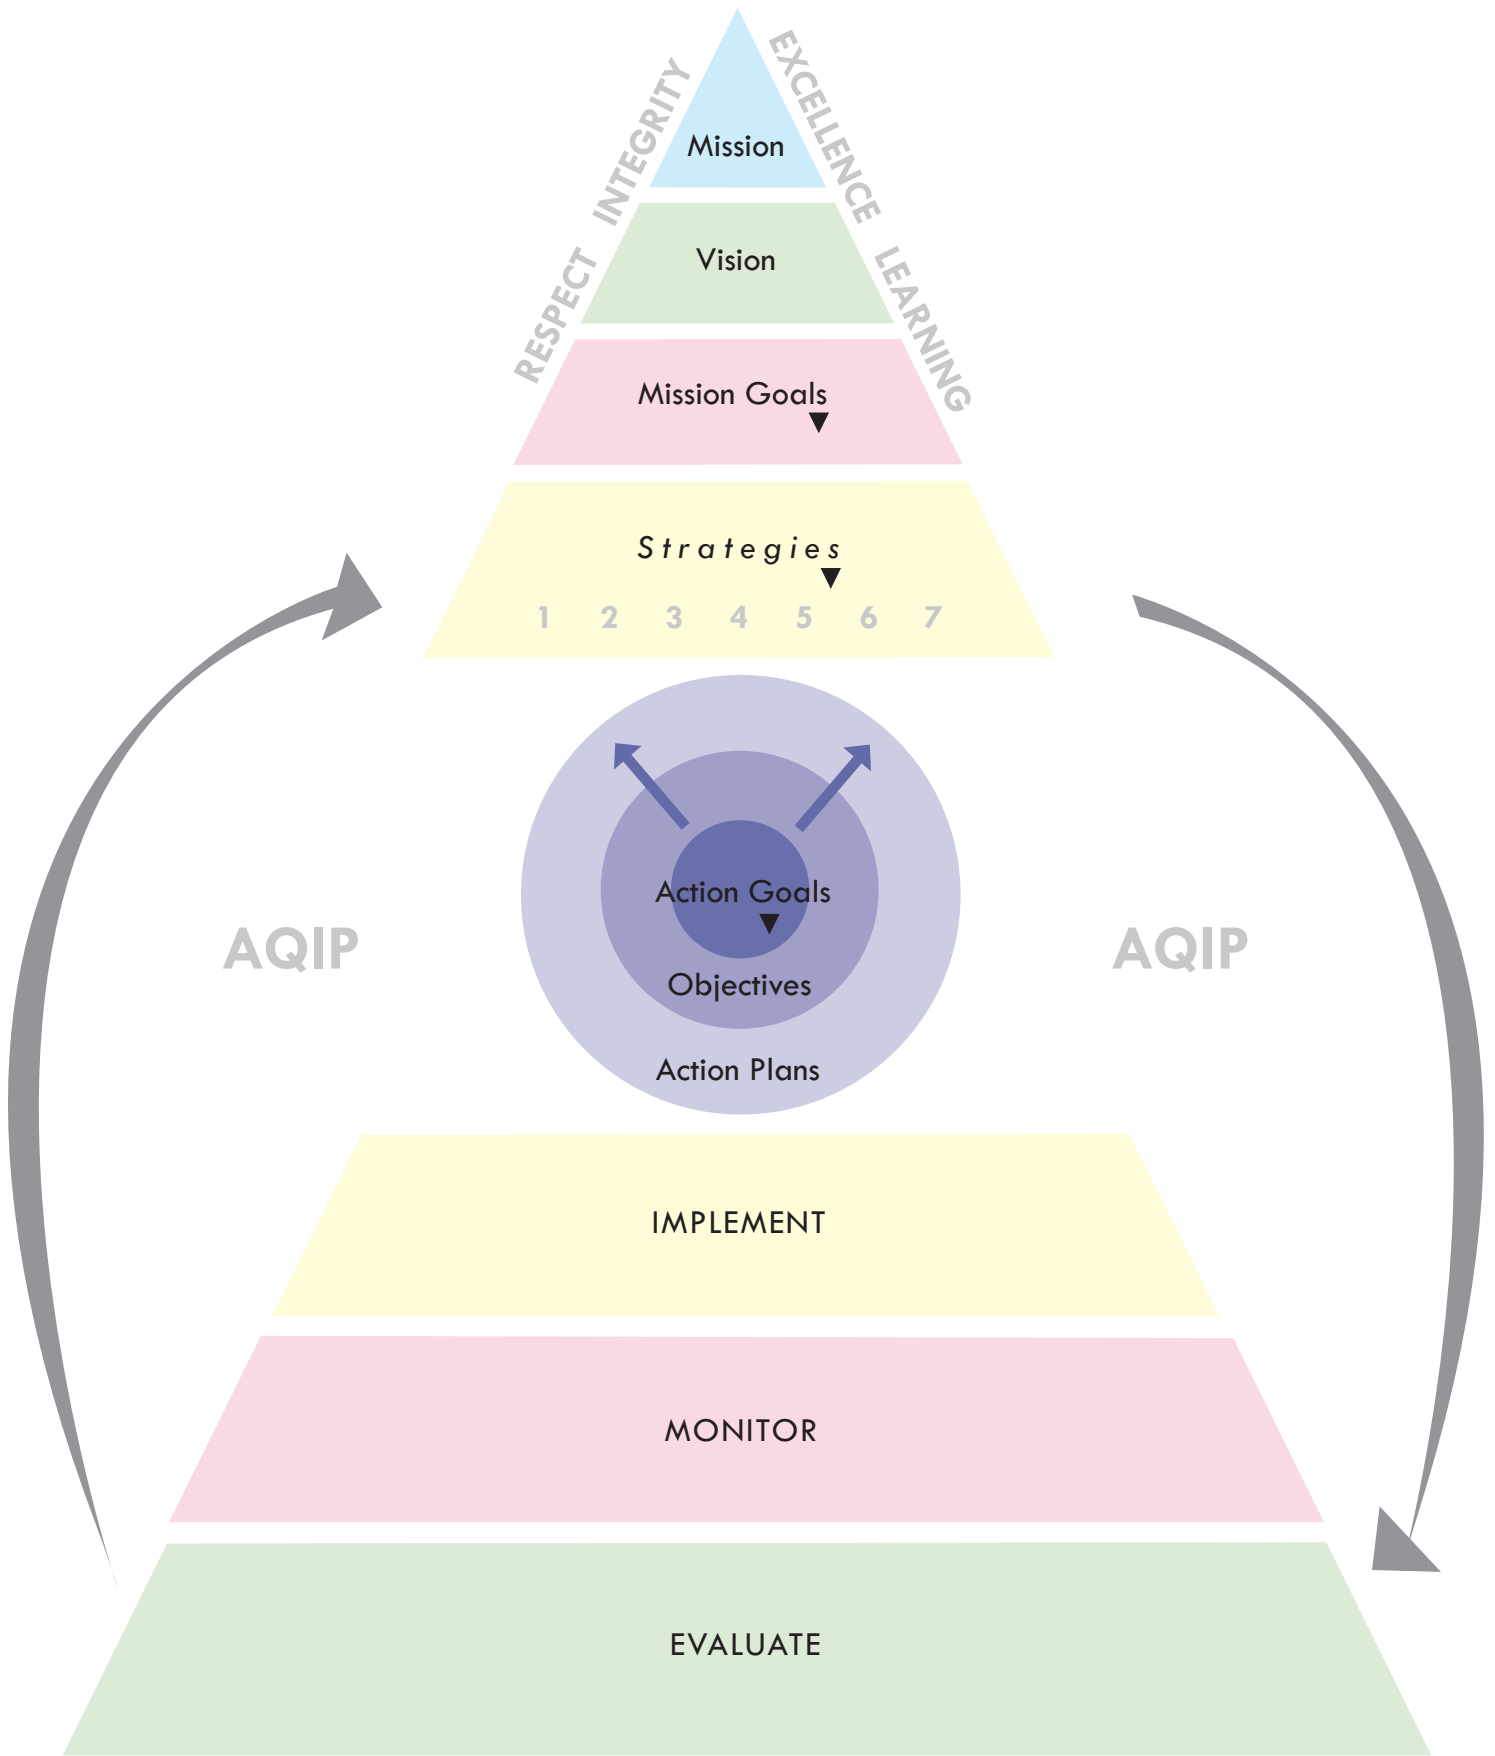 INTEGRITY
EXCELLENCE
Mission
RESPECT
LEARNING
Vision
Mission Goals
Strategies
1 2 3 4 5 6 7
Action Goals
AQIP
AQIP
Objectives
Action Plans
IMPLEMENT
MONITOR
EVALUATE